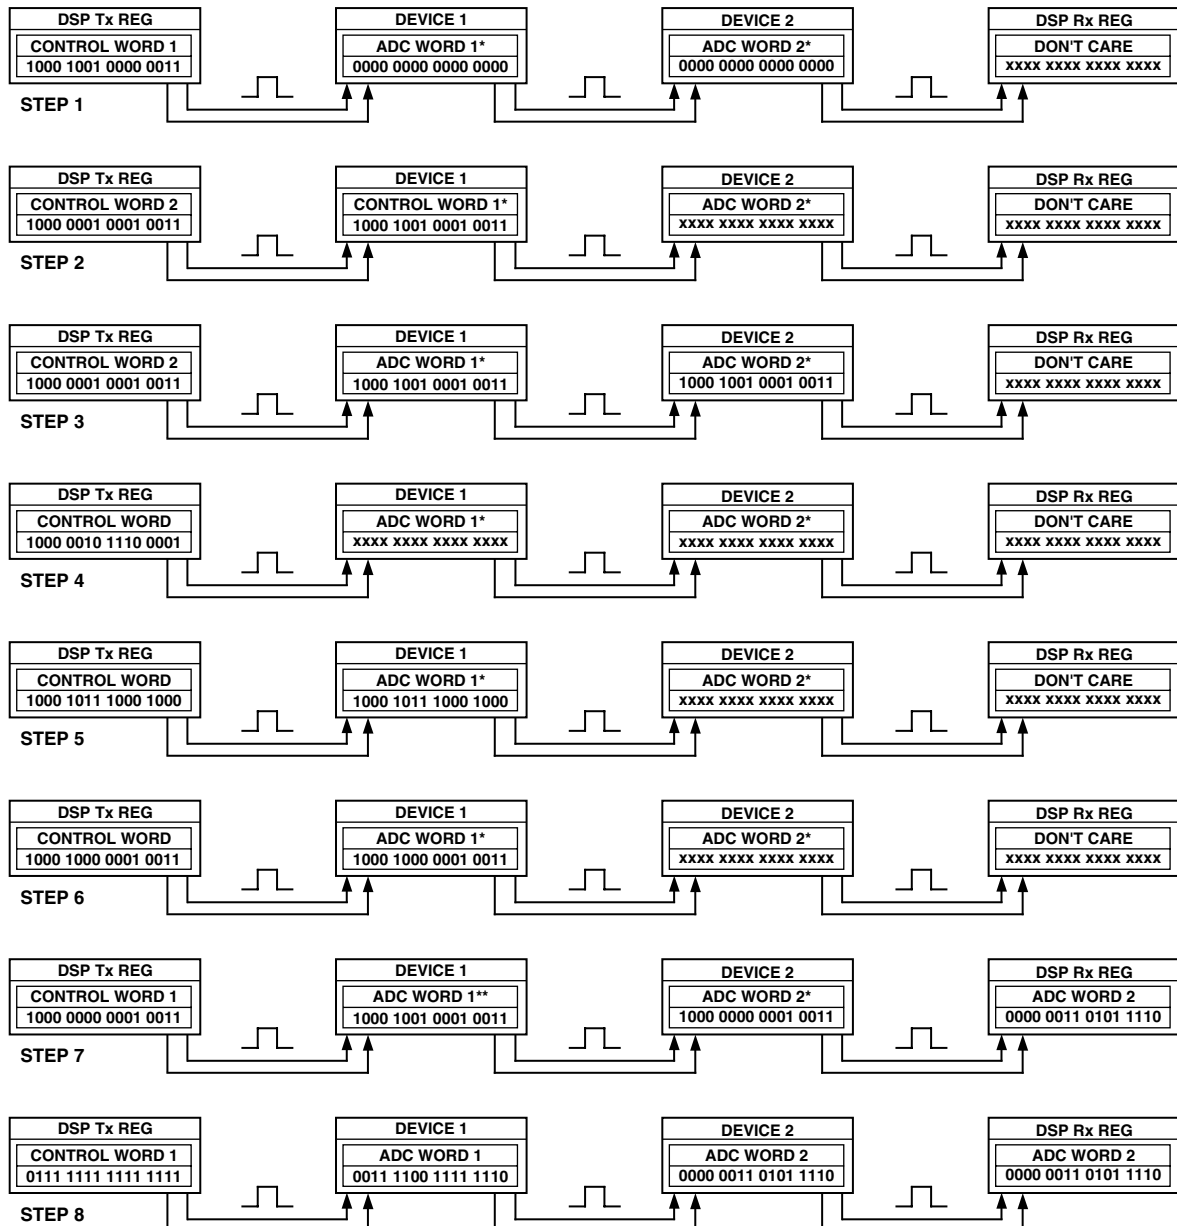 DSP Tx REG
CONTROL WORD 1
1000 1001 0000 0011
DEVICE 1
ADC WORD 1*
0000 0000 0000 0000
DEVICE 2
ADC WORD 2*
0000 0000 0000 0000
DSP Rx REG
DON'T CARE
xxxx xxxx xxxx xxxx
STEP 1
DSP Tx REG
CONTROL WORD 2
1000 0001 0001 0011
DEVICE 1
CONTROL WORD 1*
1000 1001 0001 0011
DEVICE 2
ADC WORD 2*
xxxx xxxx xxxx xxxx
DSP Rx REG
DON'T CARE
xxxx xxxx xxxx xxxx
STEP 2
DSP Tx REG
CONTROL WORD 2
1000 0001 0001 0011
DEVICE 1
ADC WORD 1*
1000 1001 0001 0011
DEVICE 2
ADC WORD 2*
1000 1001 0001 0011
DSP Rx REG
DON'T CARE
xxxx xxxx xxxx xxxx
STEP 3
DSP Tx REG
CONTROL WORD
1000 0010 1110 0001
DEVICE 1
ADC WORD 1*
xxxx xxxx xxxx xxxx
DEVICE 2
ADC WORD 2*
xxxx xxxx xxxx xxxx
DSP Rx REG
DON'T CARE
xxxx xxxx xxxx xxxx
STEP 4
DSP Tx REG
CONTROL WORD
1000 1011 1000 1000
DEVICE 1
ADC WORD 1*
1000 1011 1000 1000
DEVICE 2
ADC WORD 2*
xxxx xxxx xxxx xxxx
DSP Rx REG
DON'T CARE
xxxx xxxx xxxx xxxx
STEP 5
DSP Tx REG
CONTROL WORD
1000 1000 0001 0011
DEVICE 1
ADC WORD 1*
1000 1000 0001 0011
DEVICE 2
ADC WORD 2*
xxxx xxxx xxxx xxxx
DSP Rx REG
DON'T CARE
xxxx xxxx xxxx xxxx
STEP 6
DSP Tx REG
CONTROL WORD 1
1000 0000 0001 0011
DEVICE 1
ADC WORD 1**
1000 1001 0001 0011
DEVICE 2
ADC WORD 2*
1000 0000 0001 0011
DSP Rx REG
ADC WORD 2
0000 0011 0101 1110
STEP 7
DSP Tx REG
CONTROL WORD 1
0111 1111 1111 1111
DEVICE 1
ADC WORD 1
0011 1100 1111 1110
DEVICE 2
ADC WORD 2
0000 0011 0101 1110
DSP Rx REG
ADC WORD 2
0000 0011 0101 1110
STEP 8